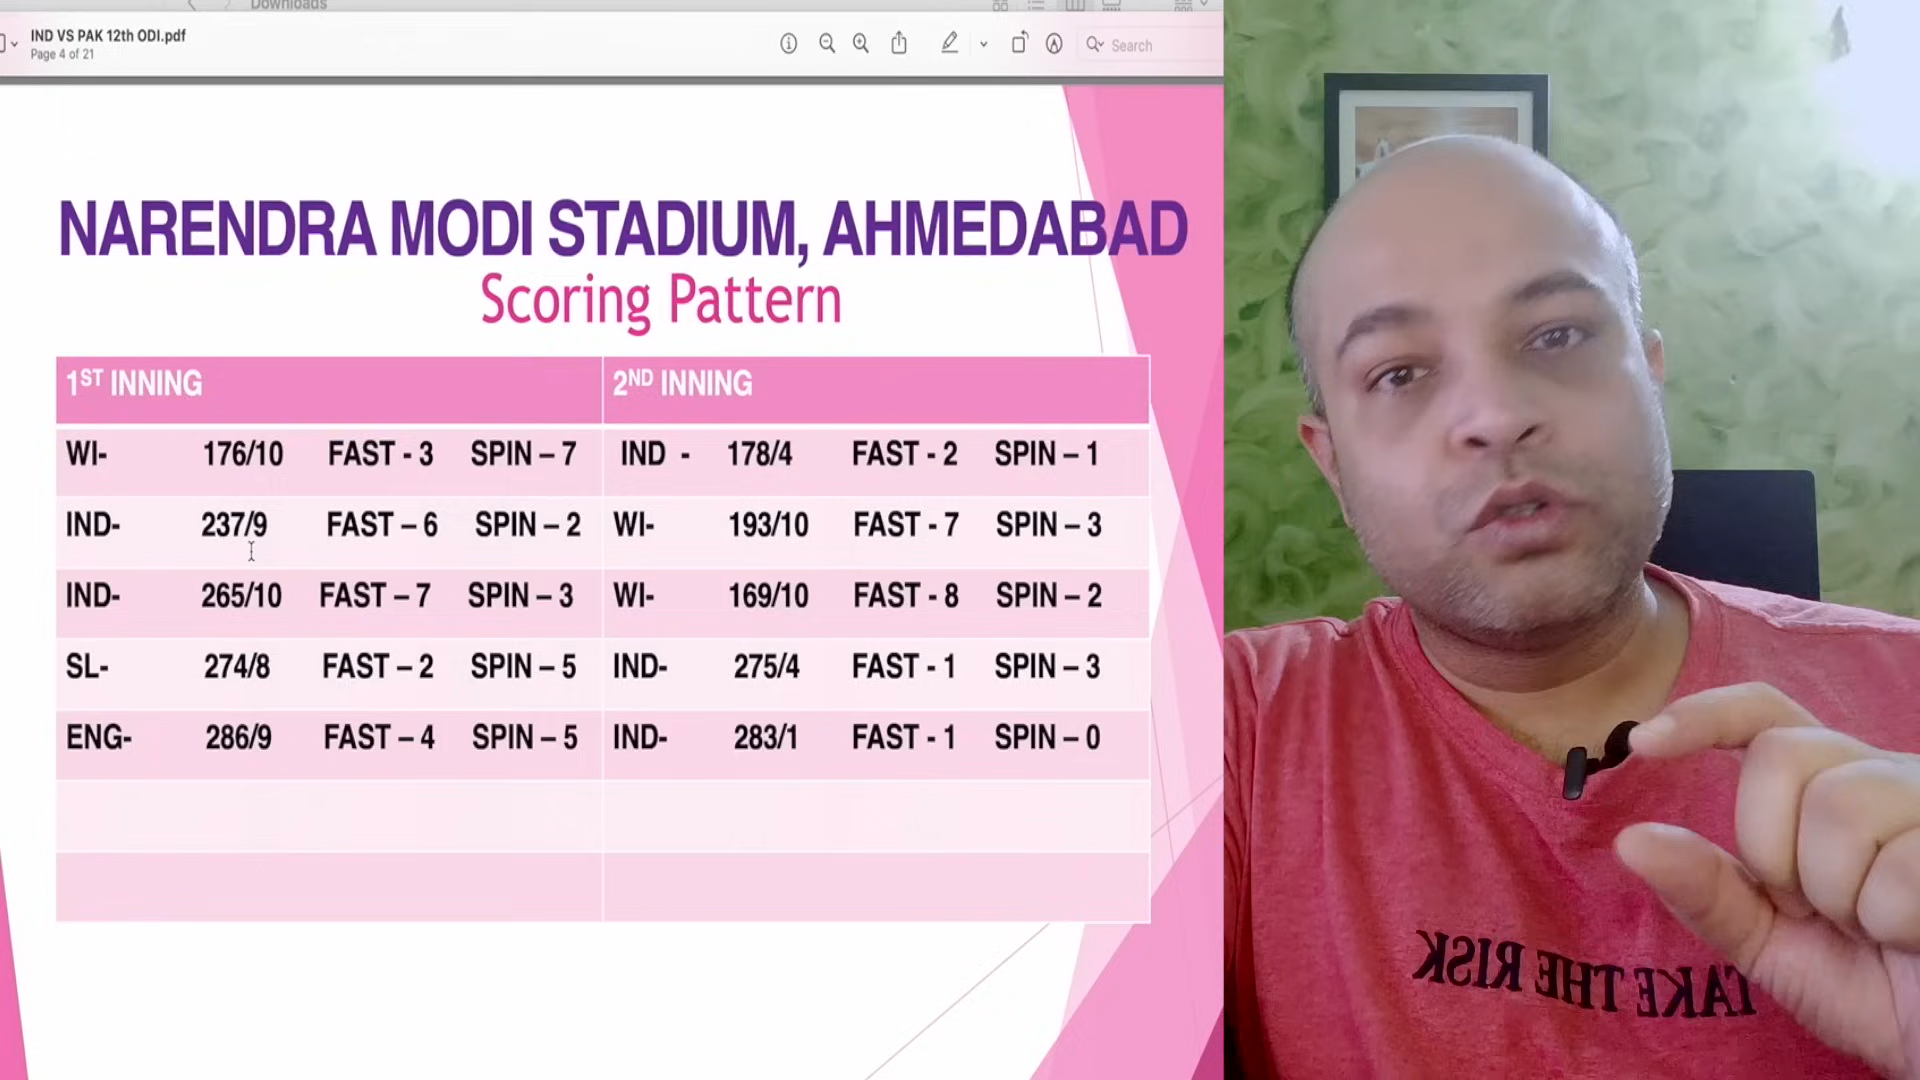 Downloads
IND VS PAK 12th ODI.pdf
Page 4 of 21
Search
NARENDRA MODI STADIUM, AHMEDABAD
Scoring Pattern
1ST INNING 2ND INNING
WI- 176/10 FAST - 3 SPIN – 7 IND - 178/4 FAST - 2 SPIN – 1
IND- 237/9 FAST – 6 SPIN – 2 WI- 193/10 FAST - 7 SPIN – 3
IND- 265/10 FAST – 7 SPIN – 3 WI- 169/10 FAST - 8 SPIN – 2
SL- 274/8 FAST – 2 SPIN – 5 IND- 275/4 FAST - 1 SPIN – 3
ENG- 286/9 FAST – 4 SPIN – 5 IND- 283/1 FAST - 1 SPIN – 0
TAKE THE RISK